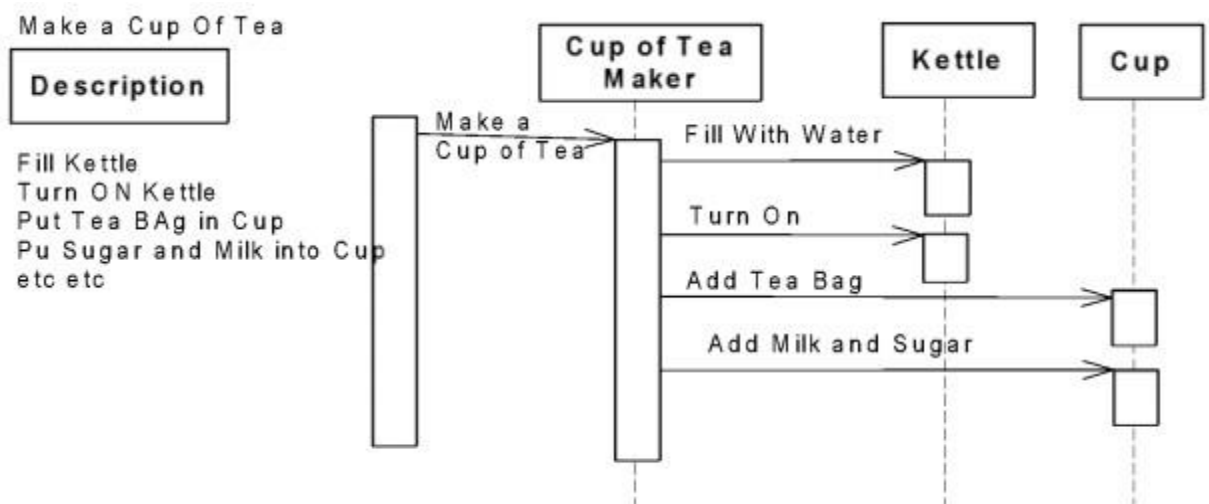 Make a Cup Of Tea
Description
Fill Kettle
Turn ON Kettle
Put Tea BAg in Cup
Pu Sugar and Milk into Cup
etc etc
Cup of Tea
Maker
Kettle
Cup
Make a
Cup of Tea
Fill With Water
Turn On
Add Tea Bag
Add Milk and Sugar